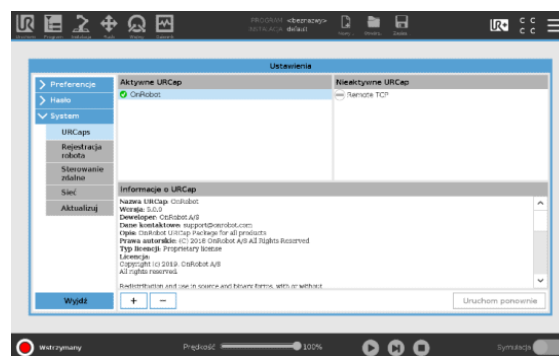 PROGRAM <beznazwy>
INSTALACJA default
Ustawienia
Preferencje
Hasło
System
URCaps
Rejestracja
robota
Sterowanie
zdalne
Sieć
Aktualizuj
Wyjdź
Aktywne URCap
OnRobot
Nieaktywne URCap
Remote TCP
Informacje o URCap
Nazwa URCap: OnRobot
Wersja: 5.0.0
Deweloper: OnRobot A/S
Dane kontaktowe: support@onrobot.com
Opis: OnRobot URCap Package for all products
Prawa autorskie: (C) 2018 OnRobot A/S All Rights Reserved
Typ licencji: Proprietary license
Licencja:
Copyright (c) 2019. OnRobot A/S
All rights reserved.
Redistribution and use in source and binary forms, with or without
+ −
Uruchom ponownie
Wstrzymany
Prędkość 100%
Symulacja